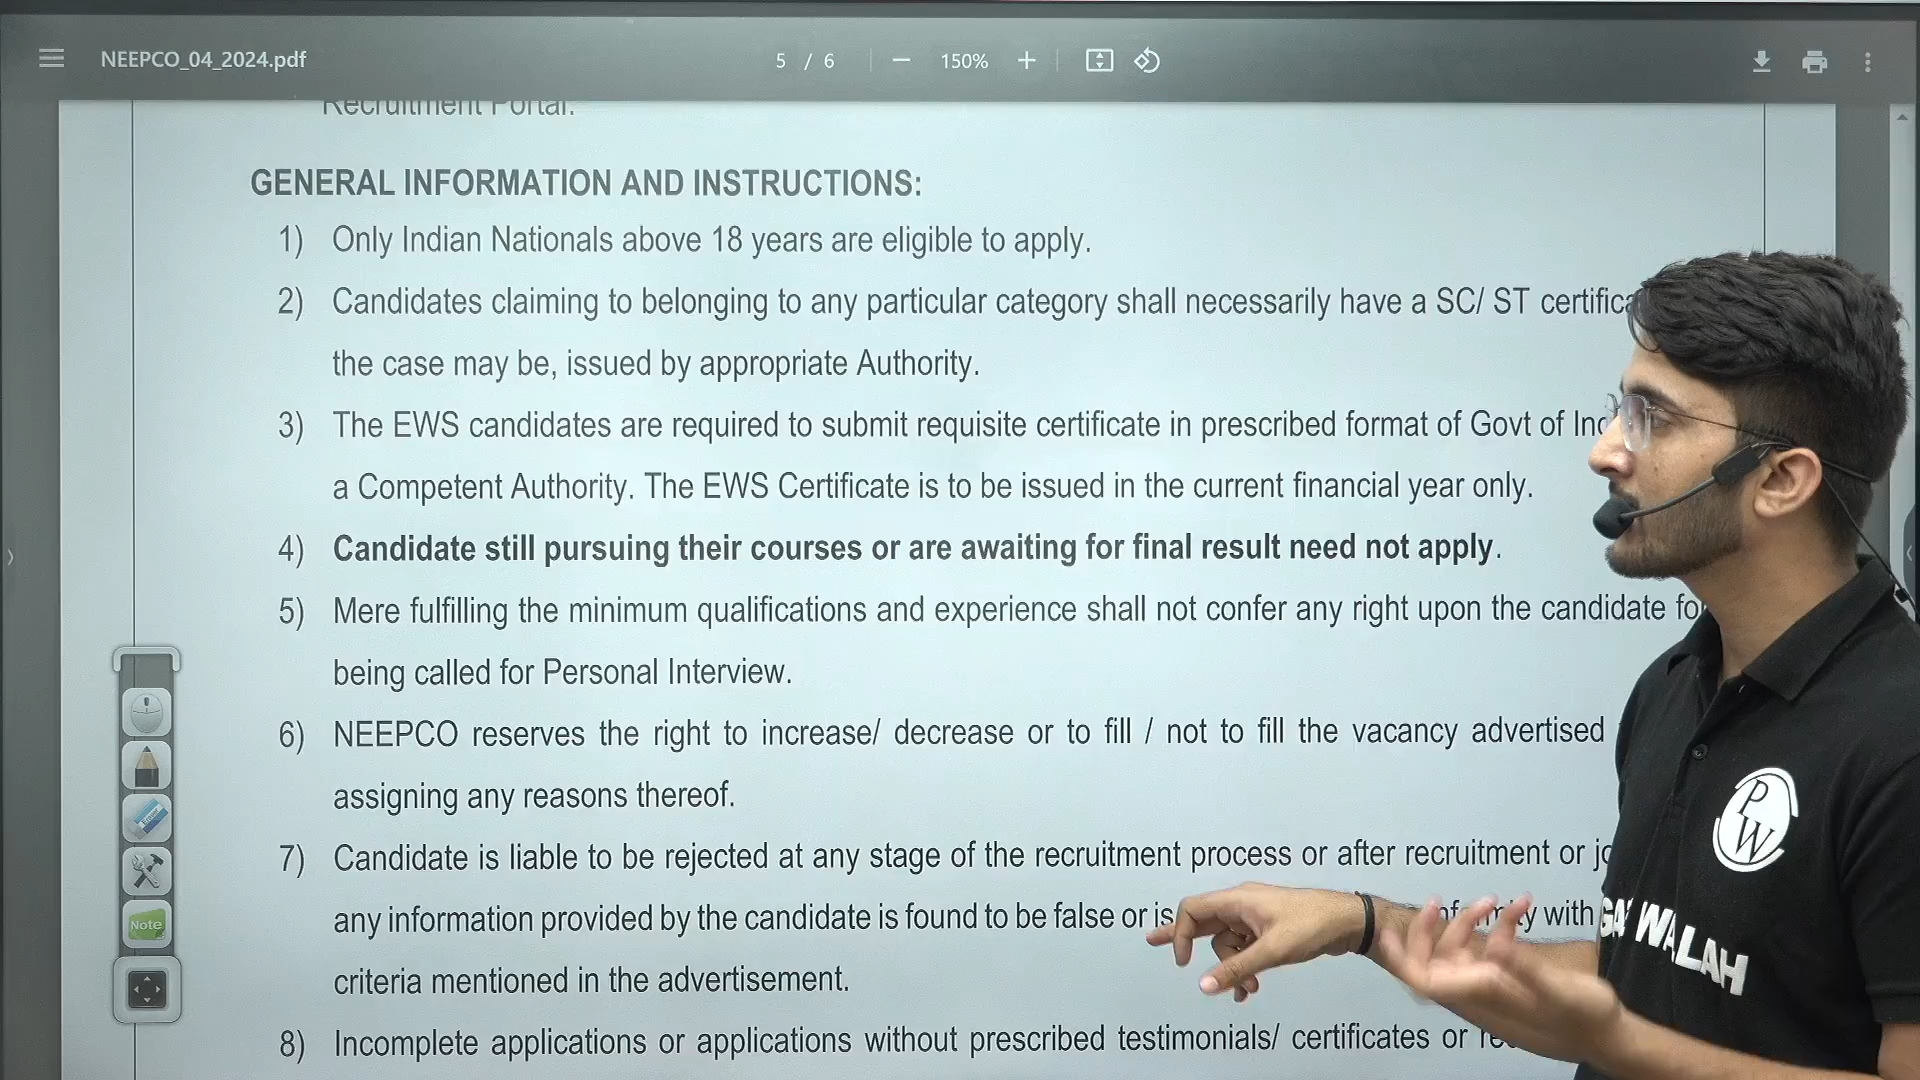 NEEPCO_04_2024.pdf
5 / 6
150%
Recruitment Portal.
GENERAL INFORMATION AND INSTRUCTIONS:
1) Only Indian Nationals above 18 years are eligible to apply.
2) Candidates claiming to belonging to any particular category shall necessarily have a SC/ ST
the case may be, issued by appropriate Authority.
3) The EWS candidates are required to submit requisite certificate in prescribed format of Govt of
a Competent Authority. The EWS Certificate is to be issued in the current financial year only.
4) Candidate still pursuing their courses or are awaiting for final result need not apply.
5) Mere fulfilling the minimum qualifications and experience shall not confer any right upon the candidate
being called for Personal Interview.
6) NEEPCO reserves the right to increase/ decrease or to fill / not to fill the vacancy advertised
assigning any reasons thereof.
7) Candidate is liable to be rejected at any stage of the recruitment process or after recruitment or
any information provided by the candidate is found to be false or is with
criteria mentioned in the advertisement.
8) Incomplete applications or applications without prescribed testimonials/ certificates or
Note
PW
WALAH